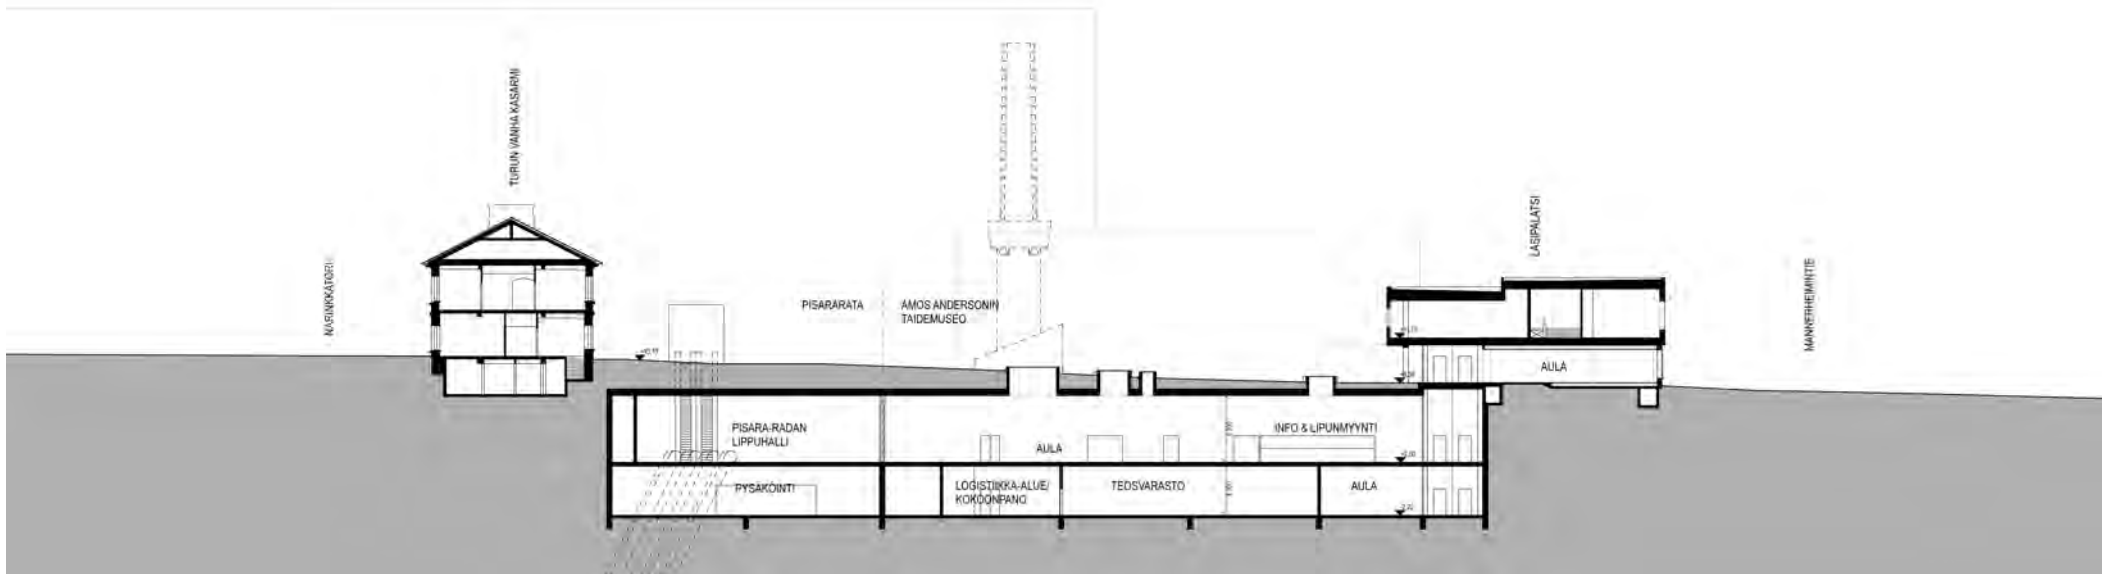 TURUN VANHA KASARMI
NARINKKATORI
PISARARATA
AMOS ANDERSONIN
TAIDEMUSEO
LASIPALATSI
MANNERHEIMINTIE
AULA
PISARA-RADAN
LIPPUHALLI
AULA
INFO & LIPUNMYYNTI
PYSÄKÖINTI
LOGISTIIKKA-ALUE/
KOKOONPANO
TEOSVARASTO
AULA